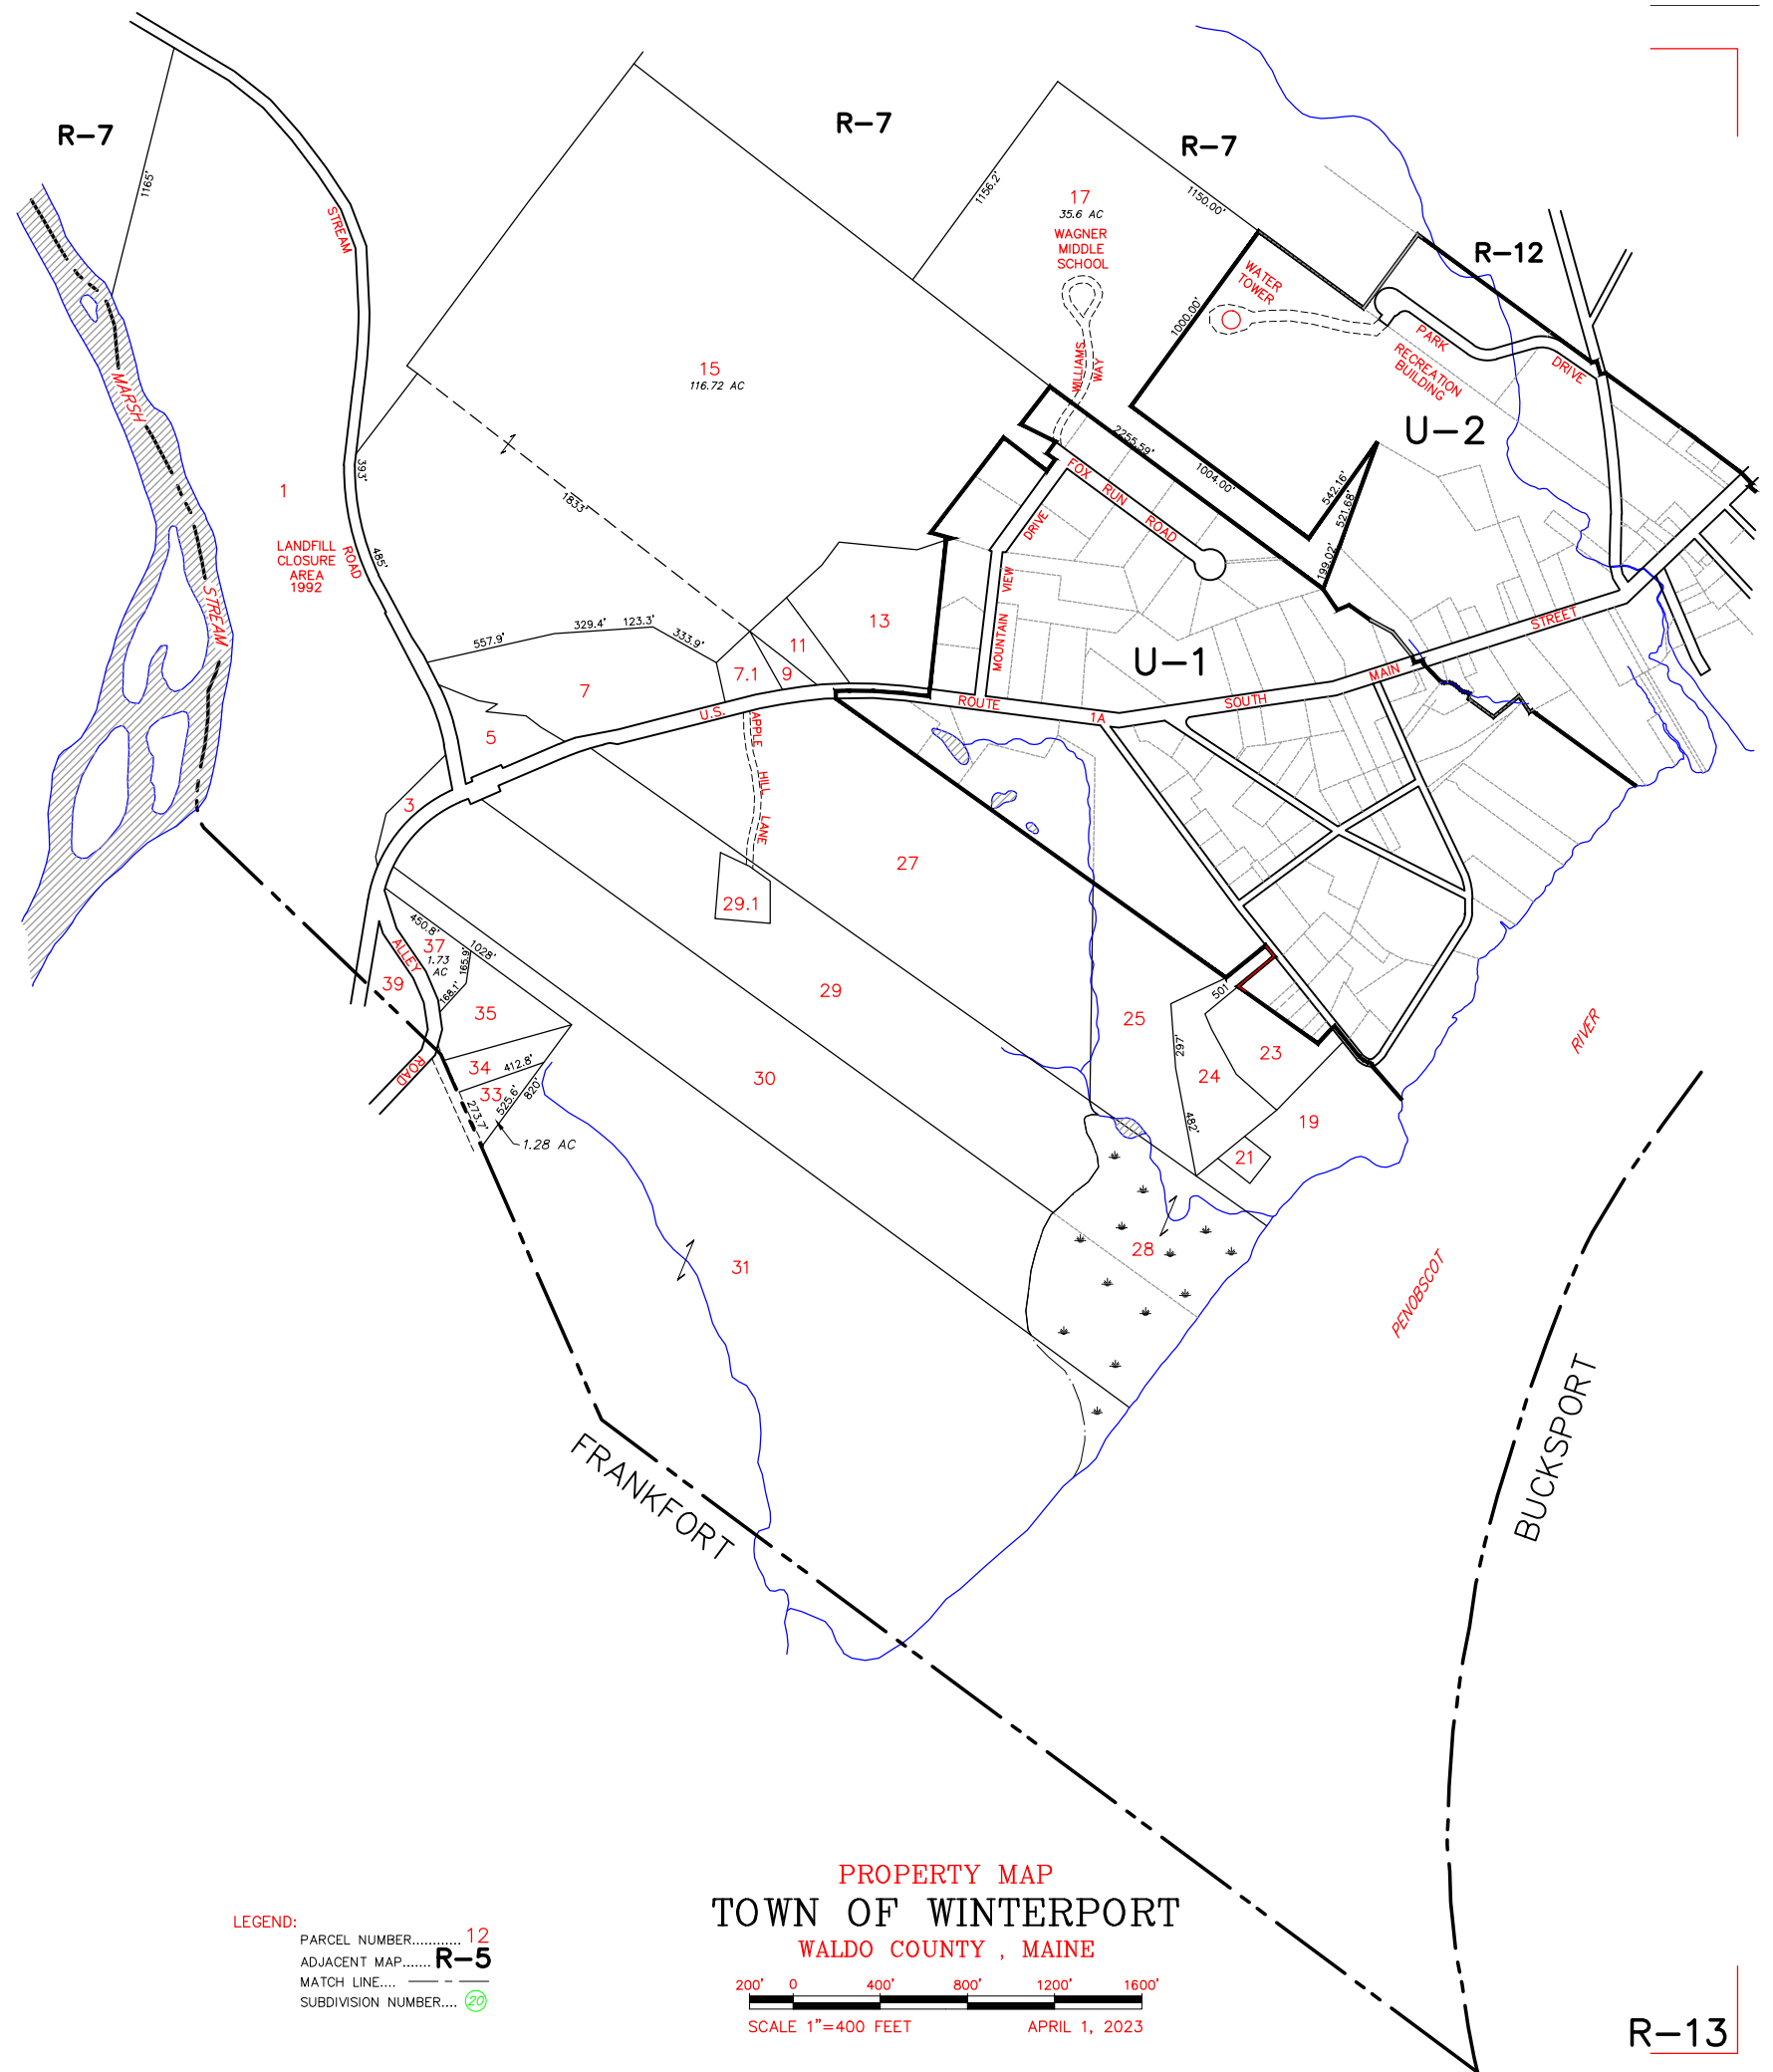 R-7
R-7
R-7
R-12
1165'
STREAM
1156.2'
17
35.6 AC
WAGNER
MIDDLE
SCHOOL
1150.00'
WATER
TOWER
1000.00'
PARK
DRIVE
RECREATION
BUILDING
WILLIAMS
WAY
15
116.72 AC
MARSH
STREAM
U-2
2255.59'
1004.00'
542.16'
521.68'
199.02'
FOX RUN ROAD
393'
1
1833'
LANDFILL
CLOSURE
AREA
1992
ROAD
485'
DRIVE
VIEW
MOUNTAIN
13
11
557.9'
329.4'
123.3'
333.9'
7.1
9
7
U-1
STREET
MAIN
SOUTH
1A
ROUTE
U.S.
5
APPLE
HILL
LANE
3
27
29.1
450.8'
1028'
ALLEY
37
1.73
AC
165.9'
168.1'
39
35
29
501'
25
297'
23
24
482'
34
412.8'
33
525.6'
820'
273.7'
1.28 AC
ROAD
30
19
21
RIVER
28
31
PENOBSCOT
BUCKSPORT
FRANKFORT
PROPERTY MAP
TOWN OF WINTERPORT
WALDO COUNTY , MAINE
200' 0 400' 800' 1200' 1600'
SCALE 1"=400 FEET
APRIL 1, 2023
LEGEND:
PARCEL NUMBER............ 12
ADJACENT MAP....... R-5
MATCH LINE....
SUBDIVISION NUMBER.... 20
R-13